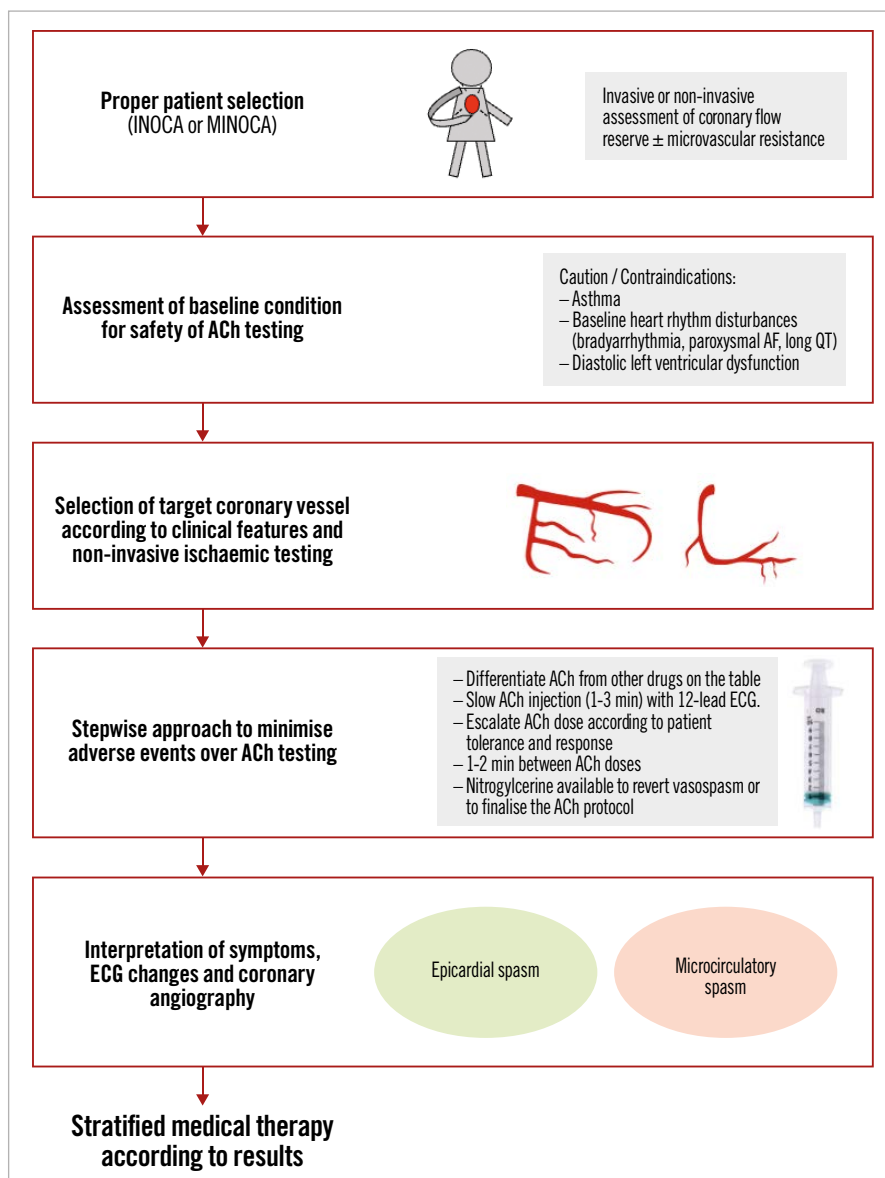 Proper patient selection
(INOCA or MINOCA)
Invasive or non-invasive
assessment of coronary flow
reserve ± microvascular resistance
Assessment of baseline condition
for safety of ACh testing
Caution / Contraindications:
– Asthma
– Baseline heart rhythm disturbances
(bradyarrhythmia, paroxysmal AF, long QT)
– Diastolic left ventricular dysfunction
Selection of target coronary vessel
according to clinical features and
non-invasive ischaemic testing
Stepwise approach to minimise
adverse events over ACh testing
– Differentiate ACh from other drugs on the table
– Slow ACh injection (1-3 min) with 12-lead ECG.
– Escalate ACh dose according to patient
tolerance and response
– 1-2 min between ACh doses
– Nitrogylcerine available to revert vasospasm or
to finalise the ACh protocol
Interpretation of symptoms,
ECG changes and coronary
angiography
Epicardial spasm
Microcirculatory
spasm
Stratified medical therapy
according to results